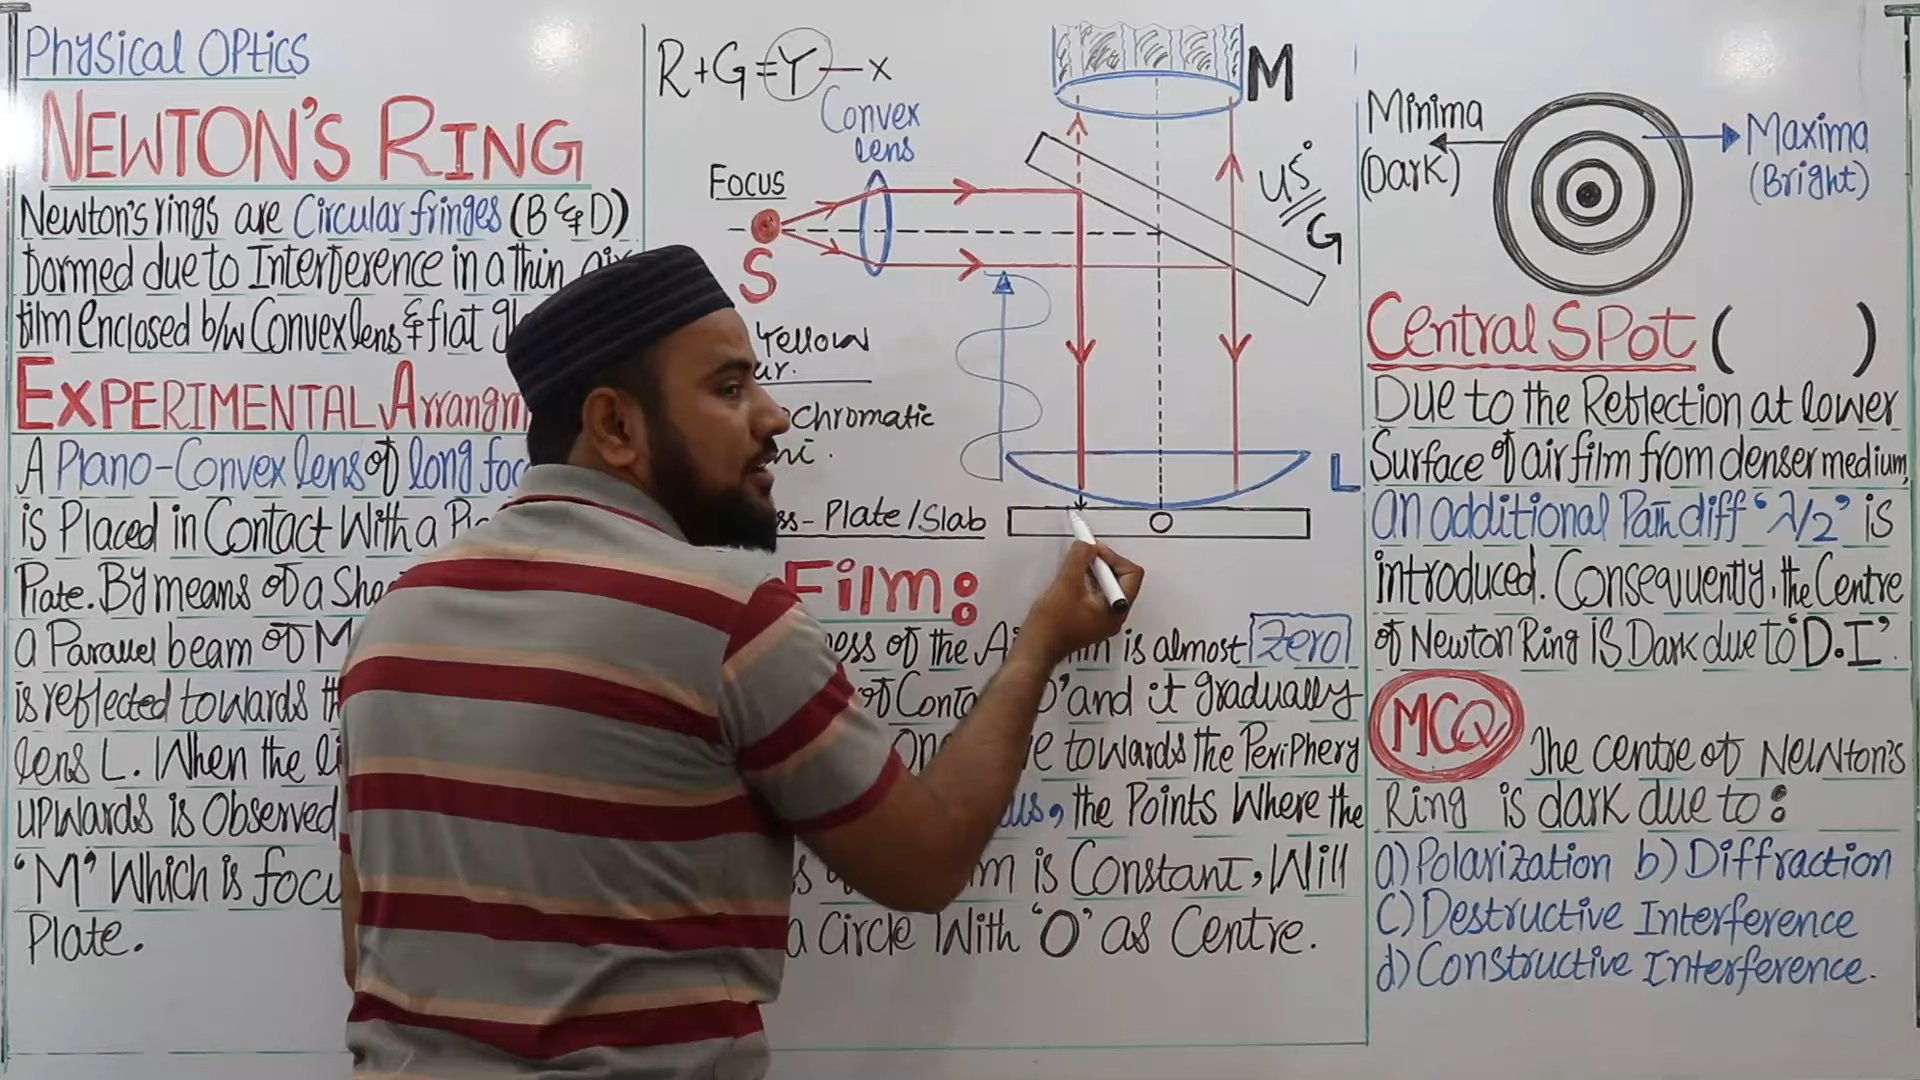 Physical Optics
NEWTON'S RING
Newton's rings are Circular fringes (B & D)
formed due to Interference in a thin air
film enclosed b/w Convex lens & flat
EXPERIMENTAL Arrangm
A Plano-Convex lens of long foc
is Placed in Contact With a
Plate. By means of a
a Parallel beam of M
is reflected towards
lens L. When the
upwards is Observed
'M' Which is focu
Plate.
R+G=Y—x
Convex
lens
Focus
S
M
45°
G
Yellow
ochromatic
ss-Plate/Slab
L
O
Film:
ness of the is almost Zero
of Conta 'O' and it gradually
towards the Periphery
the Points Where the
is Constant, Will
a Circle With 'O' as Centre.
Minima
(Dark)
Maxima
(Bright)
Central SPot ( )
Due to the Reflection at lower
Surface of air film from denser medium,
an additional Path diff 'λ/2' is
introduced. Consequently, the Centre
of Newton Ring is Dark due to 'D.I'.
MCQ The centre of Newton's
Ring is dark due to:
a) Polarization b) Diffraction
c) Destructive Interference
d) Constructive Interference.